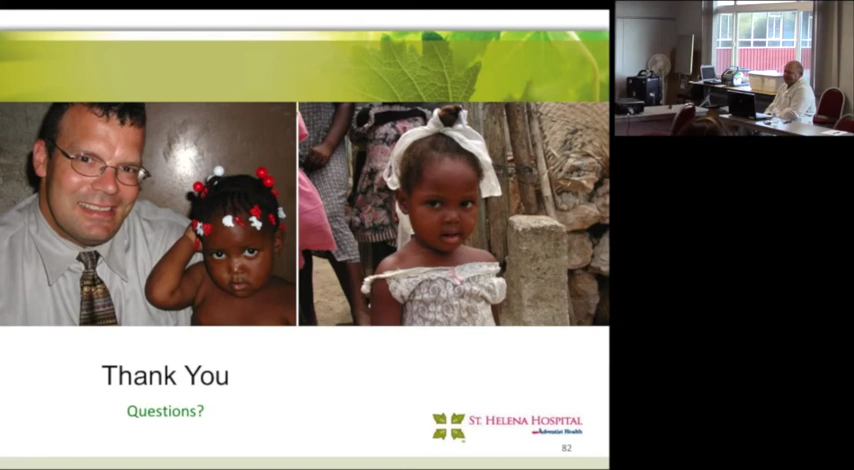 Thank You
Questions?
ST. HELENA HOSPITAL
Adventist Health
82